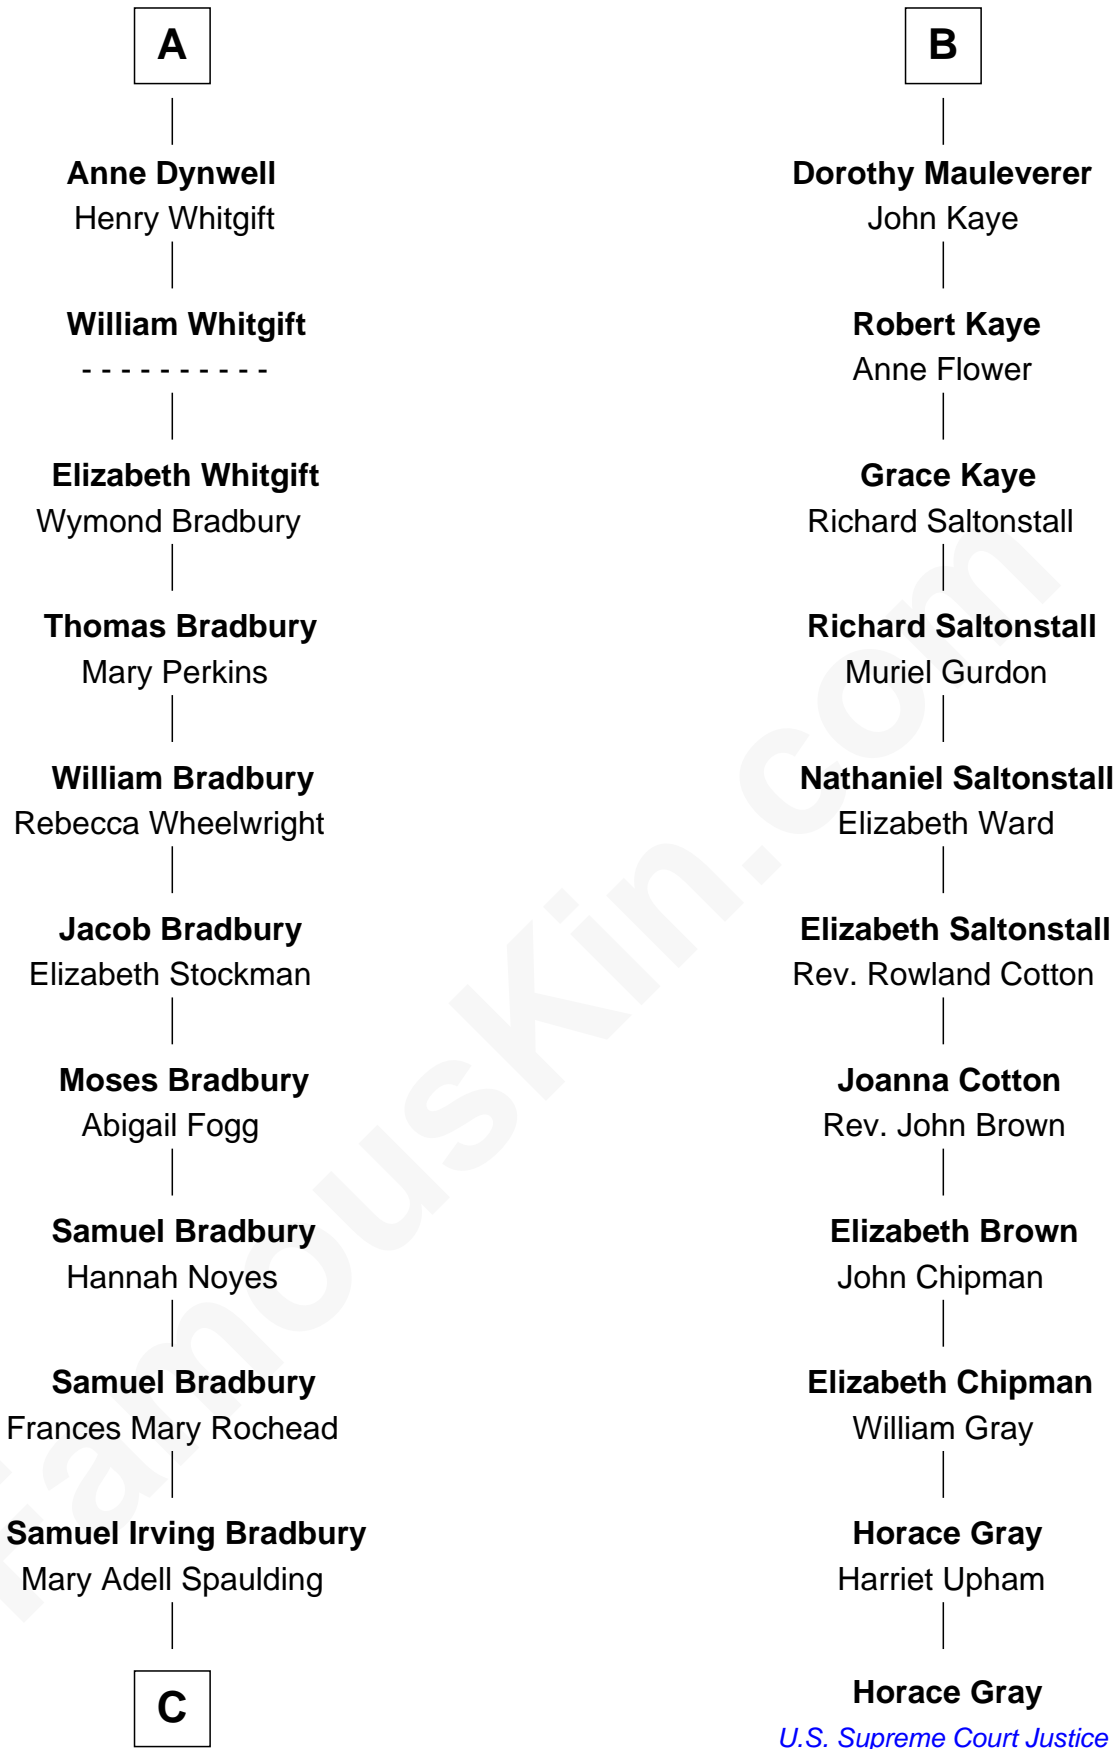 A
Anne Dynwell
Henry Whitgift
William Whitgift
- - - - - - - - - -
Elizabeth Whitgift
Wymond Bradbury
Thomas Bradbury
Mary Perkins
William Bradbury
Rebecca Wheelwright
Jacob Bradbury
Elizabeth Stockman
Moses Bradbury
Abigail Fogg
Samuel Bradbury
Hannah Noyes
Samuel Bradbury
Frances Mary Rochead
Samuel Irving Bradbury
Mary Adell Spaulding
C
B
Dorothy Mauleverer
John Kaye
Robert Kaye
Anne Flower
Grace Kaye
Richard Saltonstall
Richard Saltonstall
Muriel Gurdon
Nathaniel Saltonstall
Elizabeth Ward
Elizabeth Saltonstall
Rev. Rowland Cotton
Joanna Cotton
Rev. John Brown
Elizabeth Brown
John Chipman
Elizabeth Chipman
William Gray
Horace Gray
Harriet Upham
Horace Gray
U.S. Supreme Court Justice
FamousKin.com